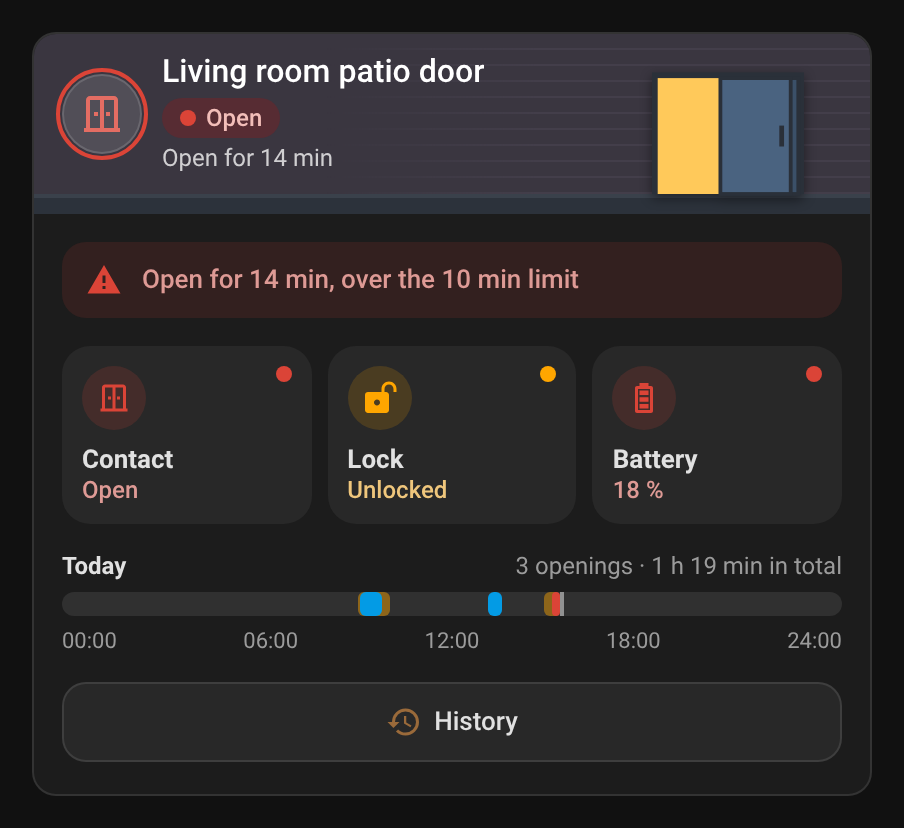 Living room patio door
Open
Open for 14 min
Open for 14 min, over the 10 min limit
Contact
Open
Lock
Unlocked
Battery
18 %
Today
3 openings · 1 h 19 min in total
00:00 06:00 12:00 18:00 24:00
History